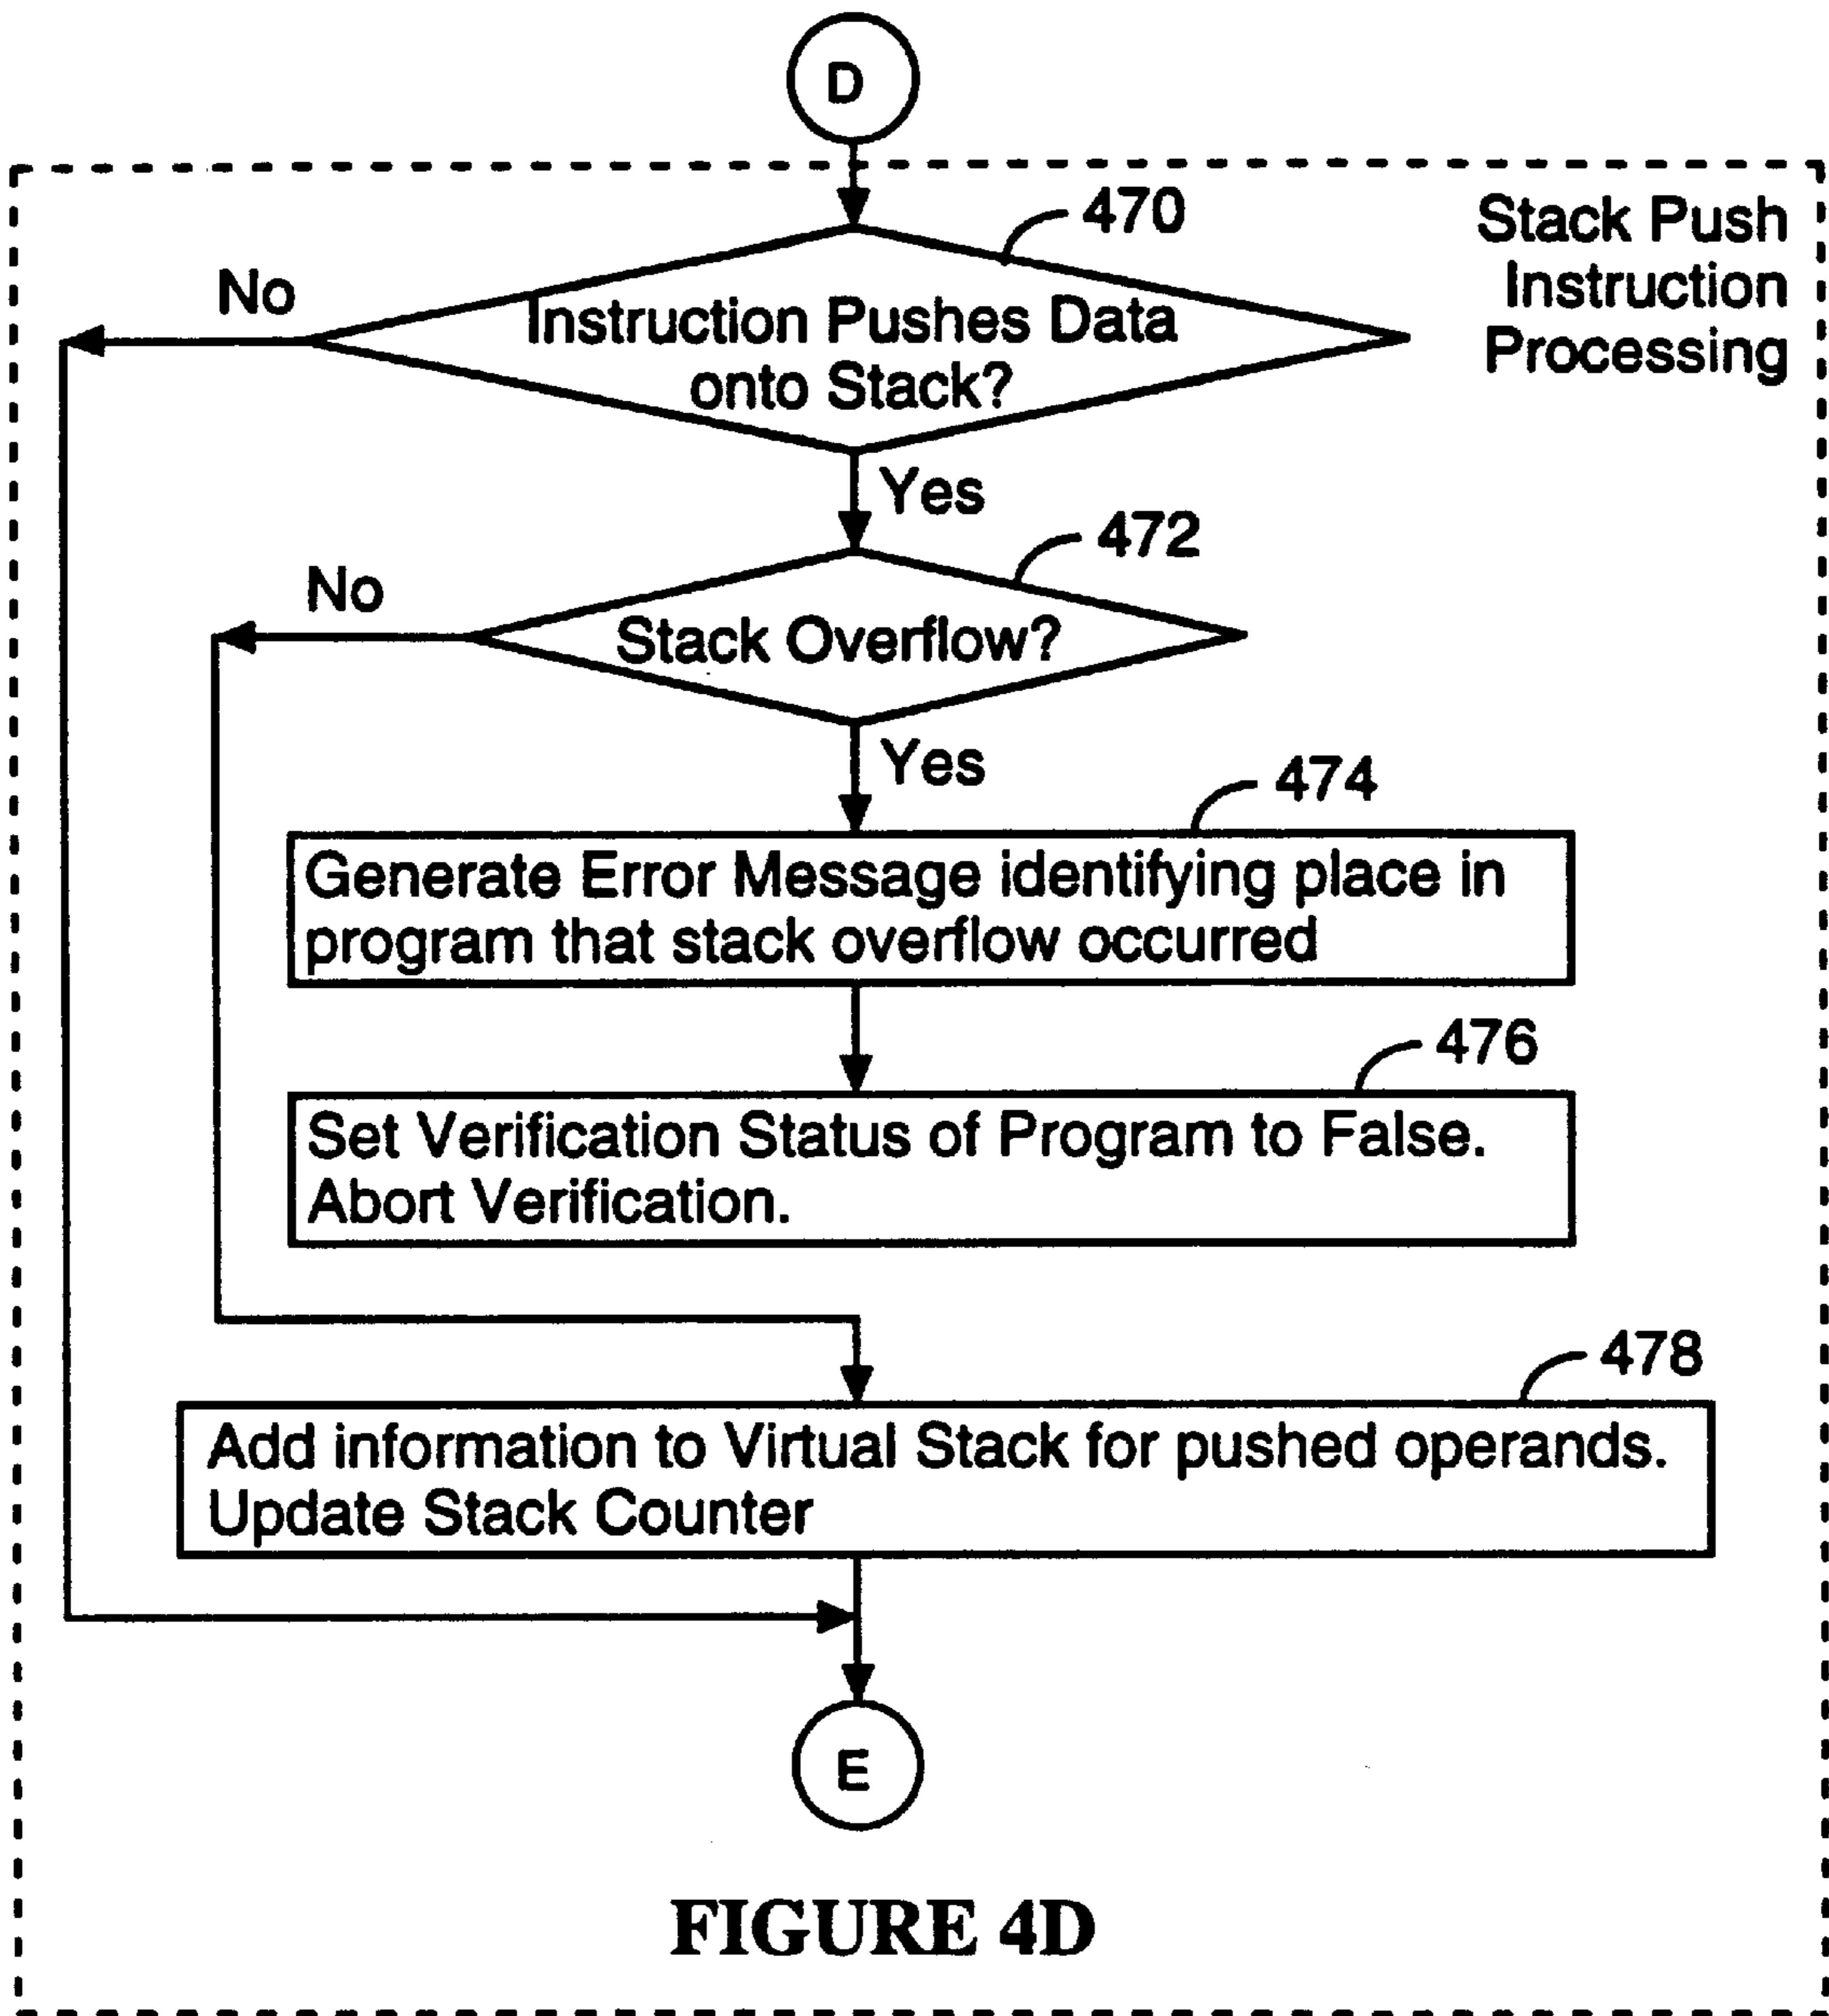 D
470
Stack Push
Instruction
Processing
No
Instruction Pushes Data
onto Stack?
Yes
472
No
Stack Overflow?
Yes
474
Generate Error Message identifying place in
program that stack overflow occurred
476
Set Verification Status of Program to False.
Abort Verification.
478
Add information to Virtual Stack for pushed operands.
Update Stack Counter
E
FIGURE 4D